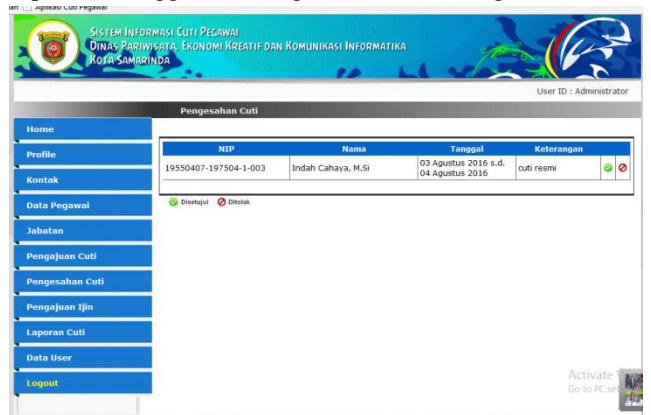 Aplikasi Cuti Pegawai
SISTEM INFORMASI CUTI PEGAWAI
DINAS PARIWISATA, EKONOMI KREATIF DAN KOMUNIKASI INFORMATIKA
KOTA SAMARINDA
User ID : Administrator
Pengesahan Cuti
Home
Profile
Kontak
Data Pegawai
Jabatan
Pengajuan Cuti
Pengesahan Cuti
Pengajuan Ijin
Laporan Cuti
Data User
Logout
NIP Nama Tanggal Keterangan
19550407-197504-1-003 Indah Cahaya, M.Si 03 Agustus 2016 s.d. cuti resmi
04 Agustus 2016
Disetujui Ditolak
Activate
Go to PC